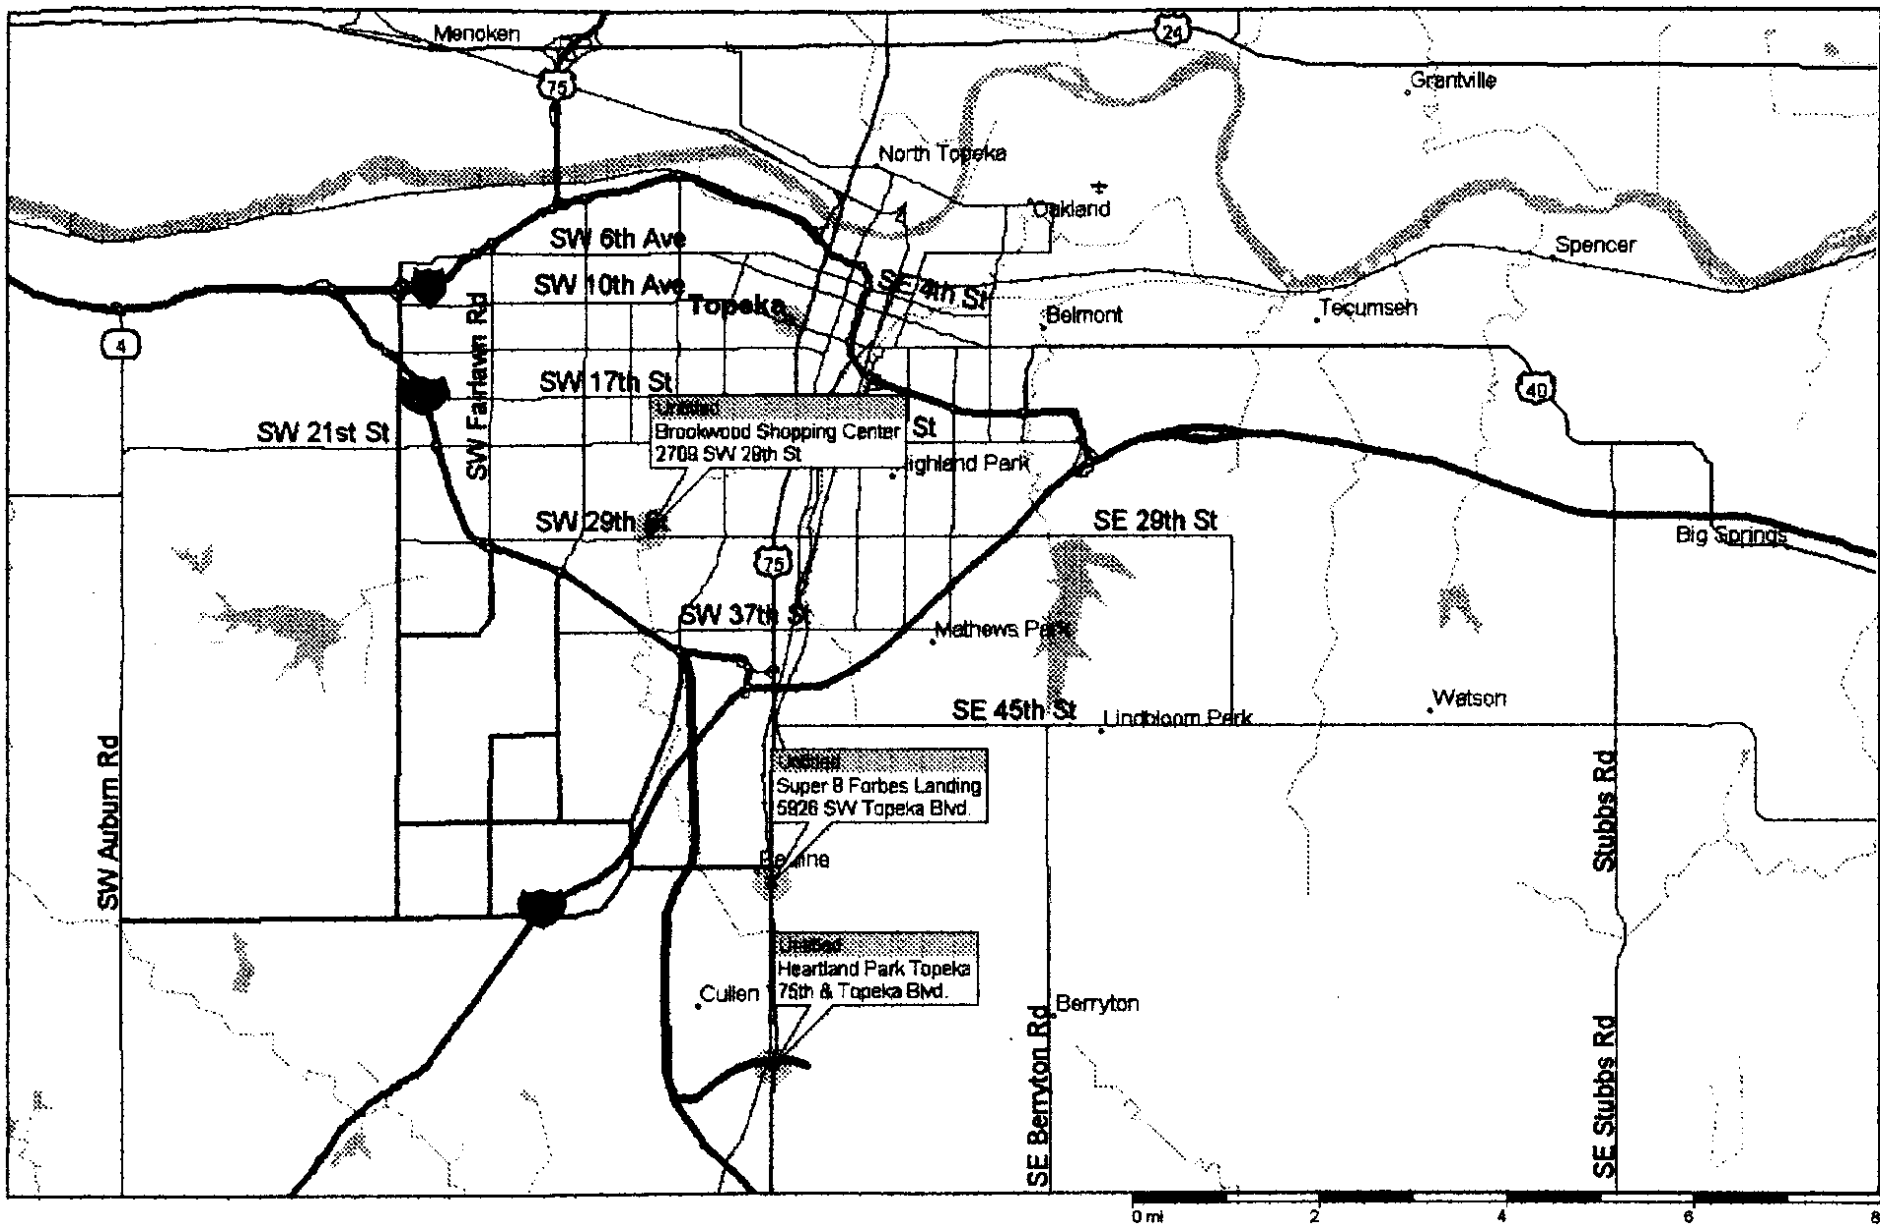 Menoken
24
75
Grantville
North Topeka
Oakland
SW 6th Ave
Spencer
SW 10th Ave
SE 4th St
Topeka
Tecumseh
Belmont
4
SW Fairlawn Rd
SW 17th St
40
Untitled
Brookwood Shopping Center
2709 SW 29th St
SW 21st St
St
ighland Park
SW 29th St
SE 29th St
Big Springs
75
SW 37th St
Mathews Park
Watson
SE 45th St
Lindbloom Park
SW Auburn Rd
Untitled
Super 8 Forbes Landing
5926 SW Topeka Blvd.
Stubbs Rd
Untitled
Heartland Park Topeka
75th & Topeka Blvd.
Cullen
Berryton
SE Berryton Rd
SE Stubbs Rd
0 mi 2 4 6 8